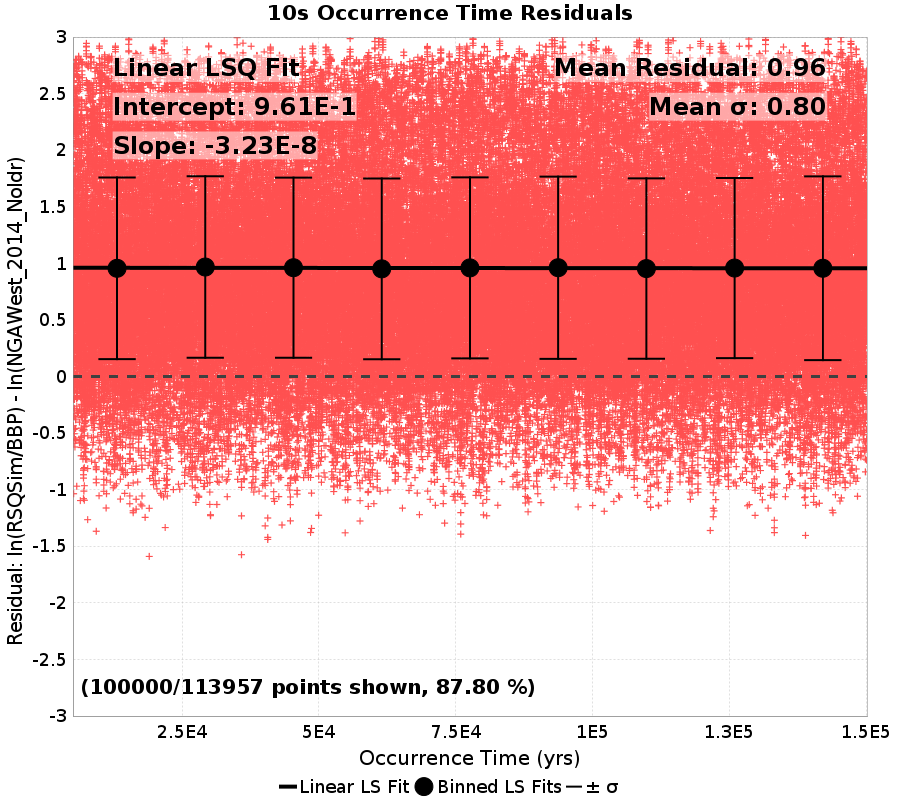 10s Occurrence Time Residuals
Residual: ln(RSQSim/BBP) - ln(NGAWest_2014_NoIdr)
3
2.5
2
1.5
1
0.5
0
-0.5
-1
-1.5
-2
-2.5
-3
Linear LSQ Fit
Intercept: 9.61E-1
Slope: -3.23E-8
Mean Residual: 0.96
Mean σ: 0.80
(100000/113957 points shown, 87.80 %)
2.5E4 5E4 7.5E4 1E5 1.3E5 1.5E5
Occurrence Time (yrs)
Linear LS Fit Binned LS Fits ± σ